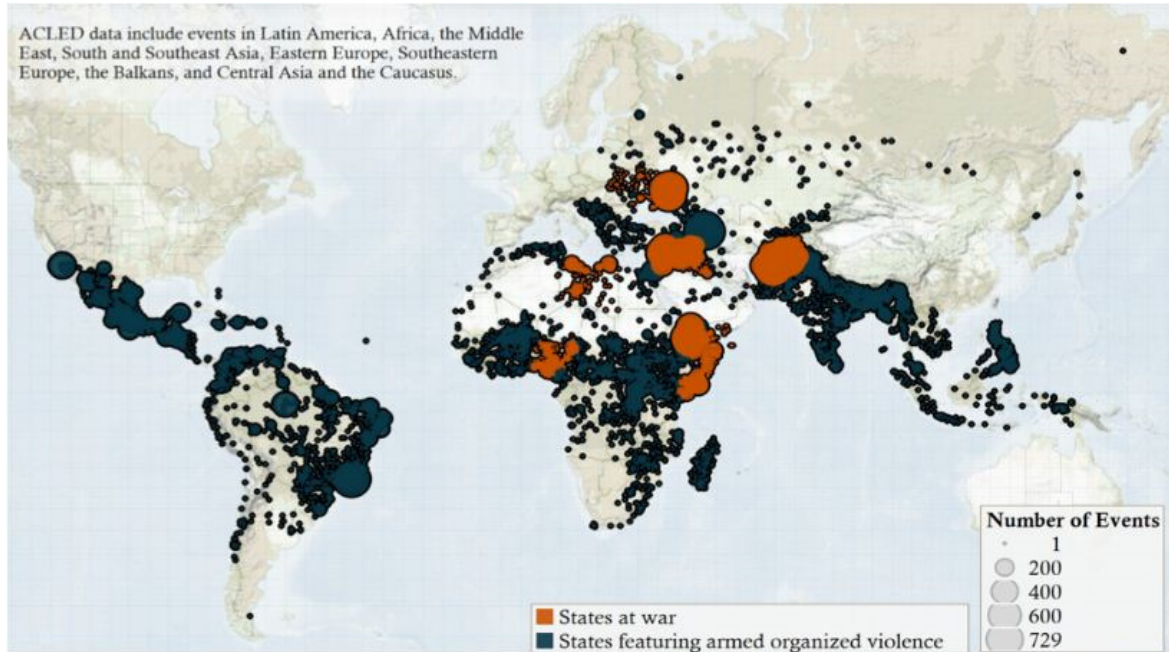 ACLED data include events in Latin America, Africa, the Middle
East, South and Southeast Asia, Eastern Europe, Southeastern
Europe, the Balkans, and Central Asia and the Caucasus.
Number of Events
1
200
400
600
729
States at war
States featuring armed organized violence